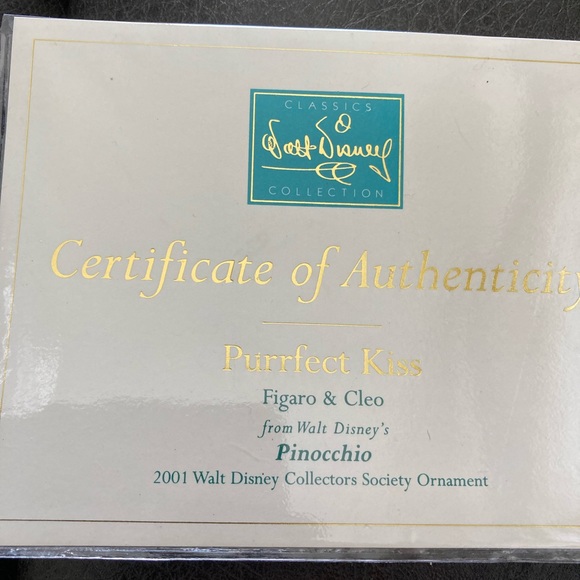 CLASSICS
Walt Disney
COLLECTION
Certificate of Authenticity
Purrfect Kiss
Figaro & Cleo
from Walt Disney's
Pinocchio
2001 Walt Disney Collectors Society Ornament